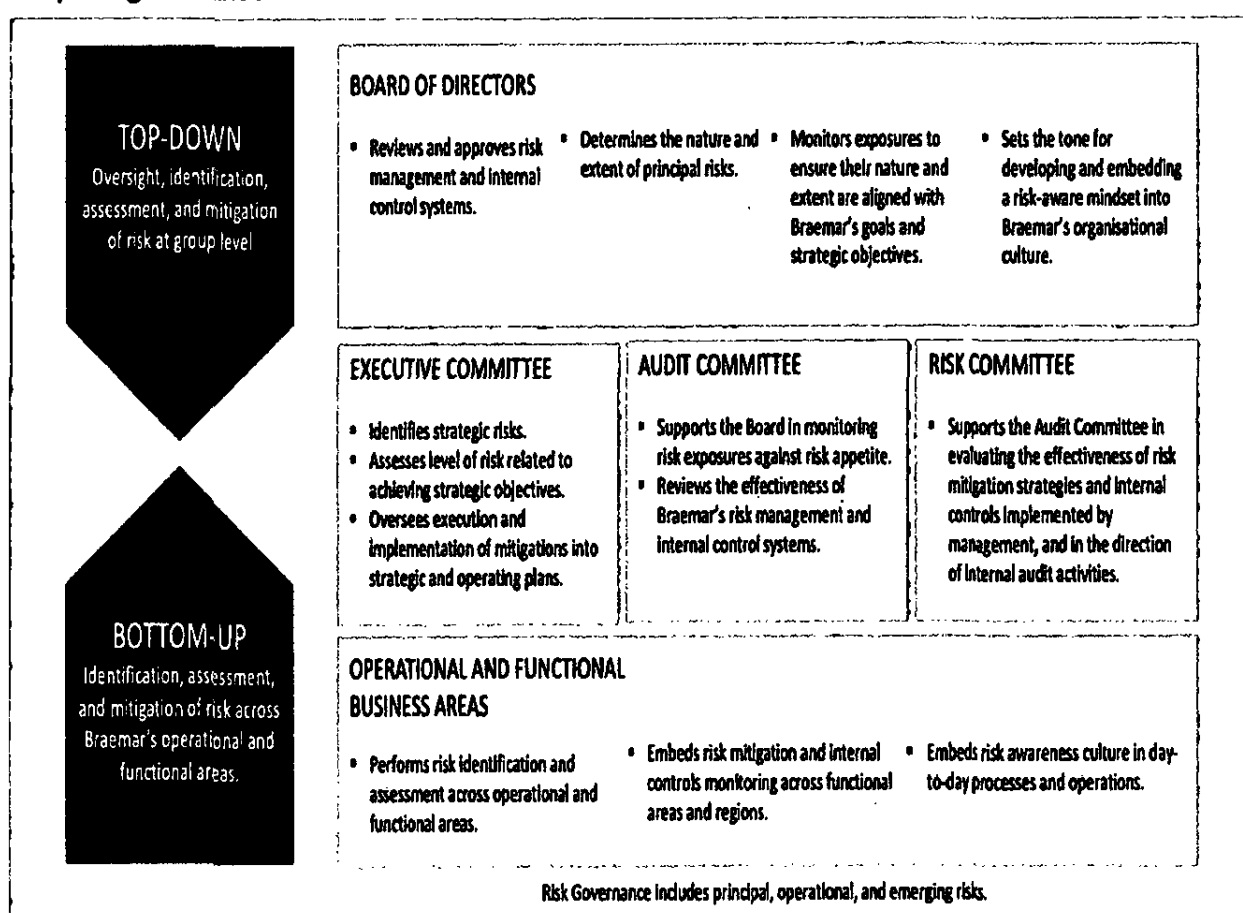 TOP-DOWN
Oversight, identification,
assessment, and mitigation
of risk at group level
BOARD OF DIRECTORS
▪ Reviews and approves risk
management and internal
control systems.
▪ Determines the nature and
extent of principal risks.
▪ Monitors exposures to
ensure their nature and
extent are aligned with
Braemar's goals and
strategic objectives.
▪ Sets the tone for
developing and embedding
a risk-aware mindset into
Braemar's organisational
culture.
EXECUTIVE COMMITTEE
▪ Identifies strategic risks.
▪ Assesses level of risk related to
achieving strategic objectives.
▪ Oversees execution and
implementation of mitigations into
strategic and operating plans.
AUDIT COMMITTEE
▪ Supports the Board in monitoring
risk exposures against risk appetite.
▪ Reviews the effectiveness of
Braemar's risk management and
internal control systems.
RISK COMMITTEE
▪ Supports the Audit Committee in
evaluating the effectiveness of risk
mitigation strategies and internal
controls implemented by
management, and in the direction
of internal audit activities.
BOTTOM-UP
Identification, assessment,
and mitigation of risk across
Braemar's operational and
functional areas.
OPERATIONAL AND FUNCTIONAL
BUSINESS AREAS
▪ Performs risk identification and
assessment across operational and
functional areas.
▪ Embeds risk mitigation and internal
controls monitoring across functional
areas and regions.
▪ Embeds risk awareness culture in day-
to-day processes and operations.
Risk Governance includes principal, operational, and emerging risks.